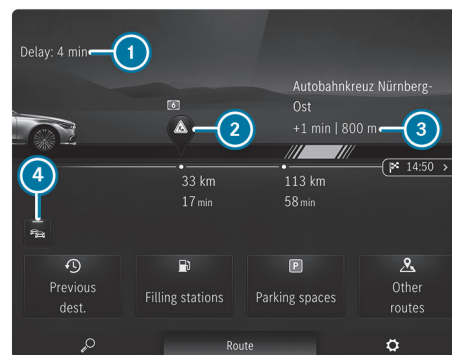 Delay: 4 min
1
Autobahnkreuz Nürnberg-
Ost
6
2
+1 min | 800 m
3
14:50 >
4
33 km
113 km
17 min
58 min
P
Previous
dest.
Filling stations
Parking spaces
Other
routes
Route